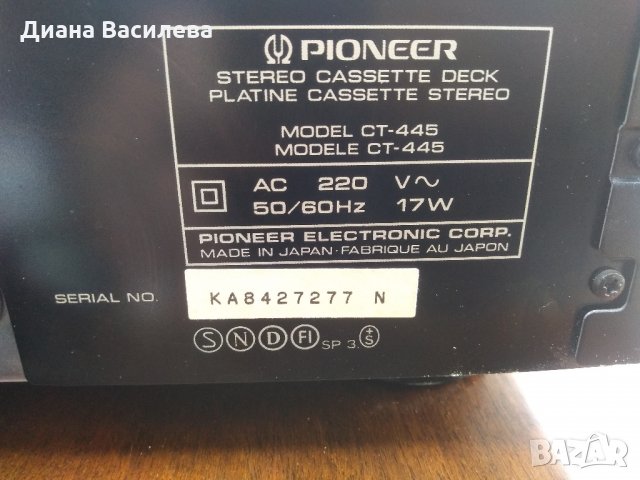 Диана Василева
PIONEER
STEREO CASSETTE DECK
PLATINE CASSETTE STEREO
MODEL CT-445
MODELE CT-445
AC 220 V~
50/60Hz 17W
PIONEER ELECTRONIC CORP.
MADE IN JAPAN·FABRIQUE AU JAPON
SERIAL NO. KA8427277 N
S N D FI SP 3. +S
BAZAR